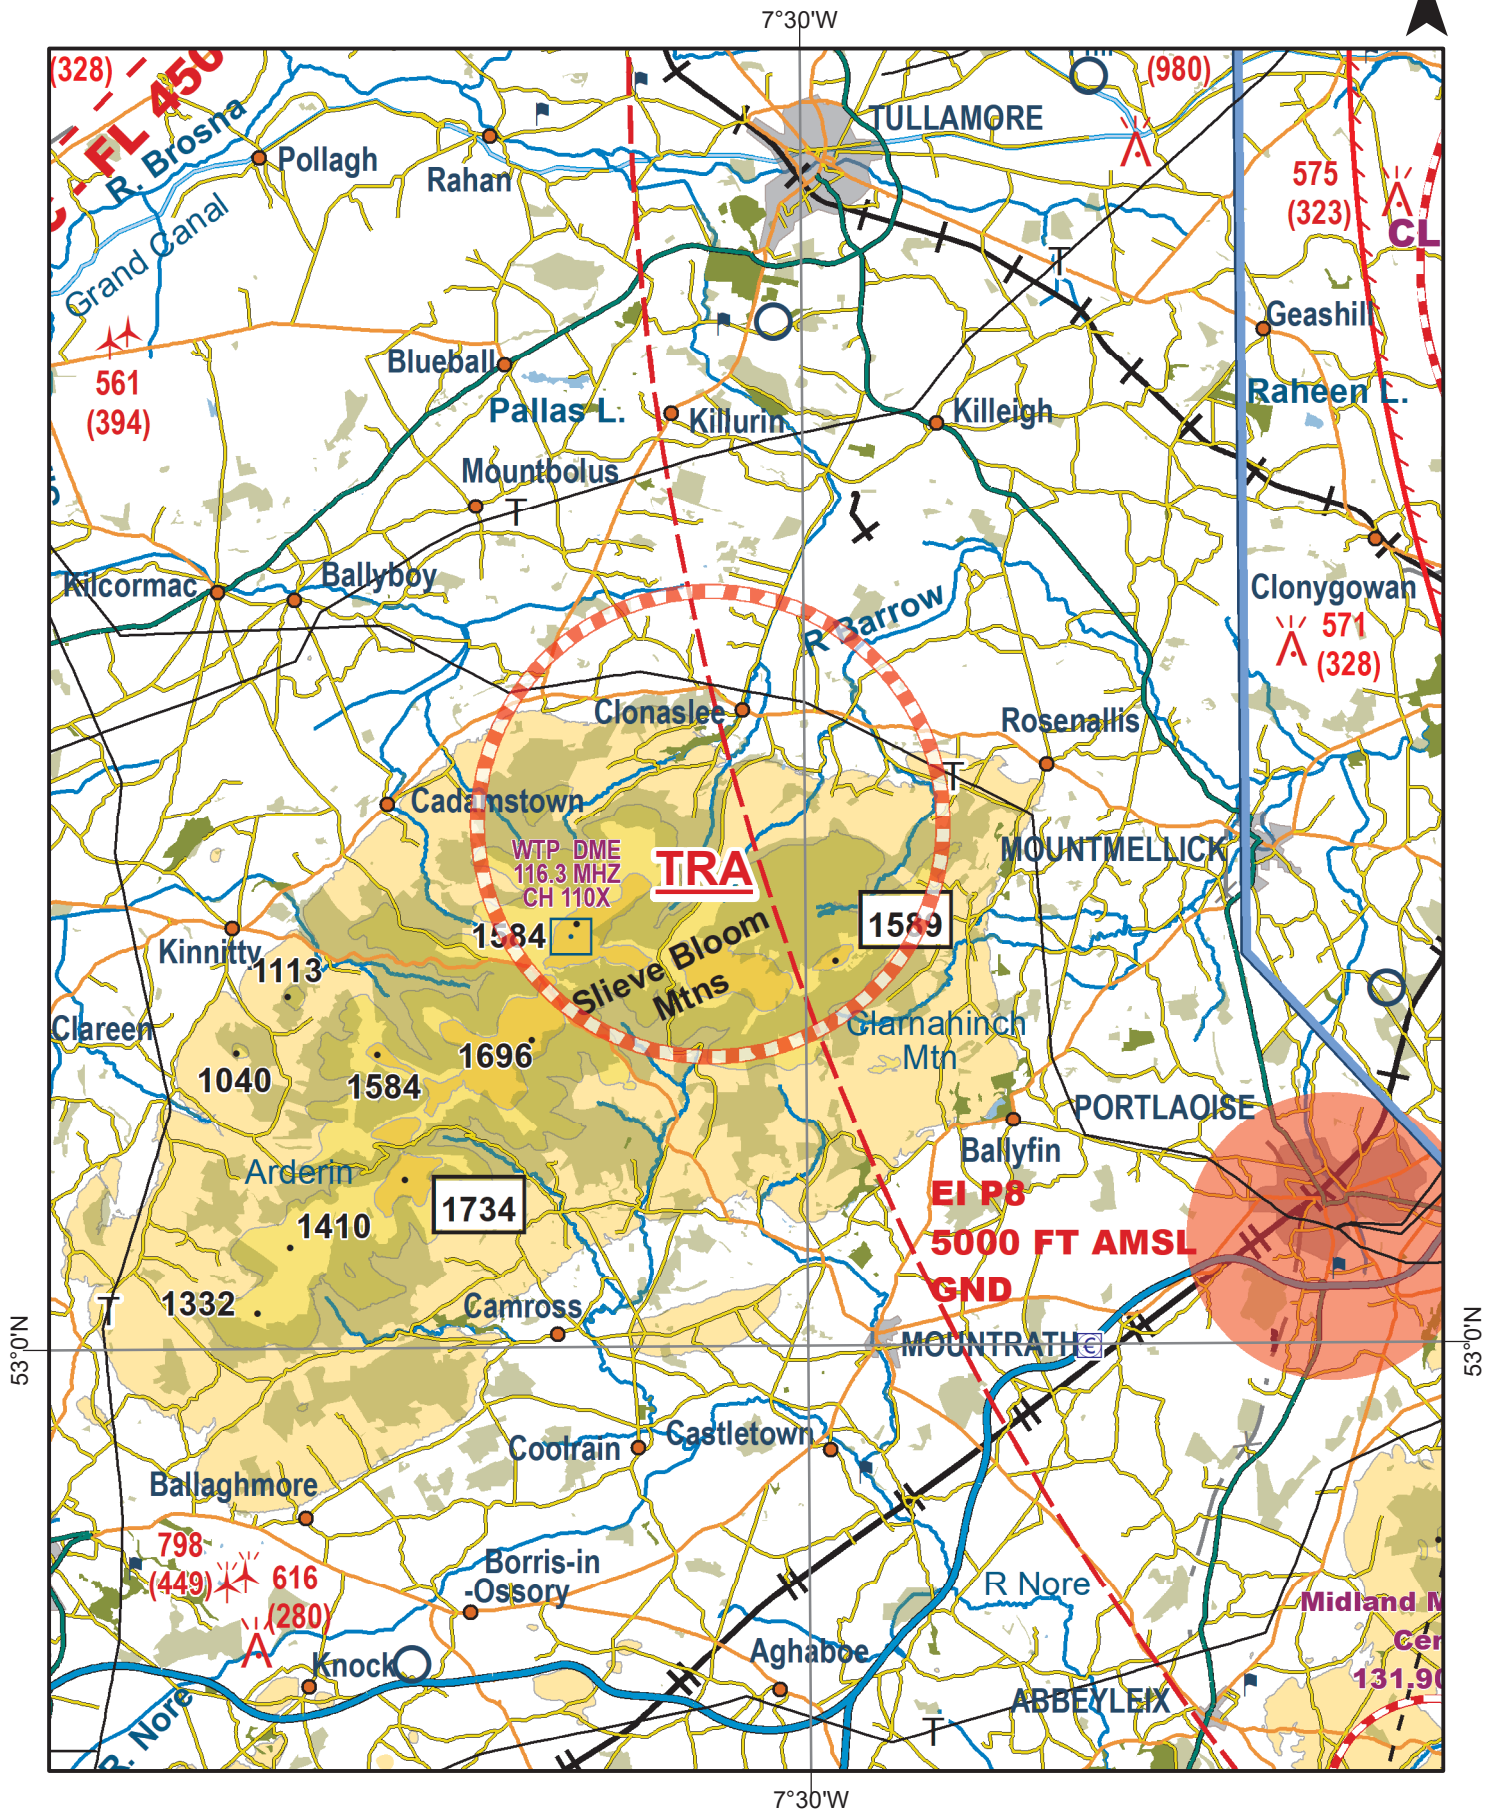 7°30'W
(328)
- FL 450
R. Brosna
Pollagh
Rahan
TULLAMORE
(980)
575
(323)
CL
Grand Canal
T
Geashill
561
(394)
Blueball
Pallas L.
Killurin
Killeigh
Raheen L.
Mountbolus
T
Kilcormac
Ballyboy
R Barrow
Clonygowan
571
(328)
Clonaslee
Rosenallis
T
Cadamstown
WTP DME
116.3 MHZ
CH 110X
TRA
MOUNTMELLICK
1584
1589
Slieve Bloom
Mtns
Kinnitty
1113
Clareen
Clarnahinch
Mtn
1040
1584
1696
PORTLAOISE
Ballyfin
Arderin
1734
1410
EI P8
5000 FT AMSL
GND
T
1332
Camross
MOUNTRATH
€
53°0'N
53°0'N
Coolrain
Castletown
Ballaghmore
798
(449)
616
(280)
Borris-in
-Ossory
R Nore
Midland M
Cen
131.90
Knock
Aghaboe
ABBEYLEIX
R. Nore
T
7°30'W